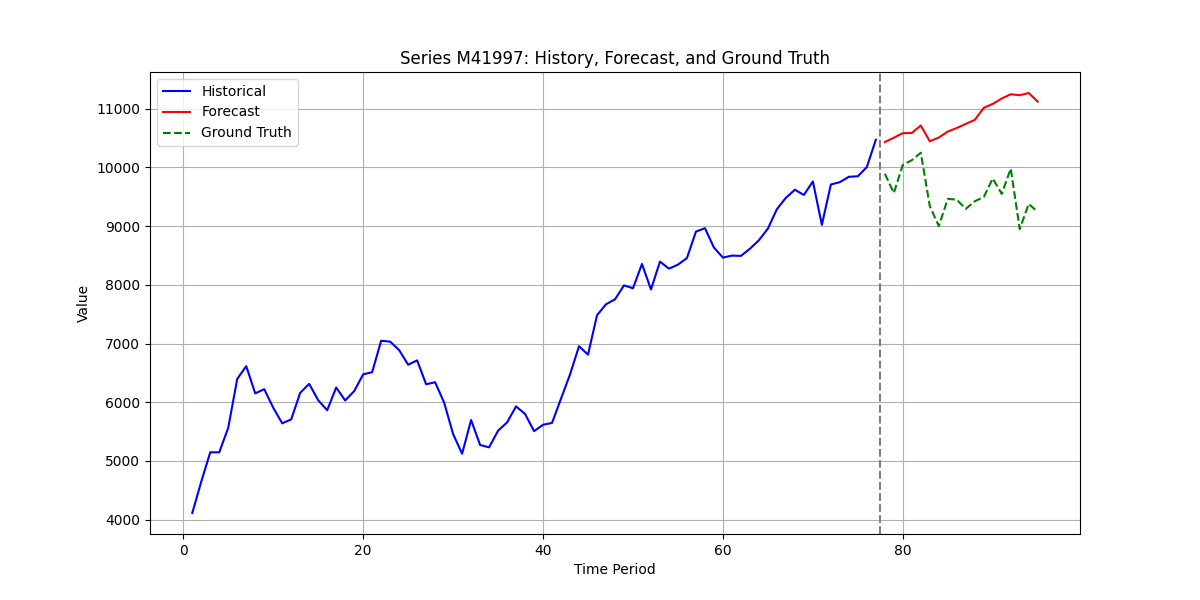 Series M41997: History, Forecast, and Ground Truth
Historical
Forecast
Ground Truth
11000
10000
9000
8000
7000
6000
5000
4000
Value
0
20
40
60
80
Time Period